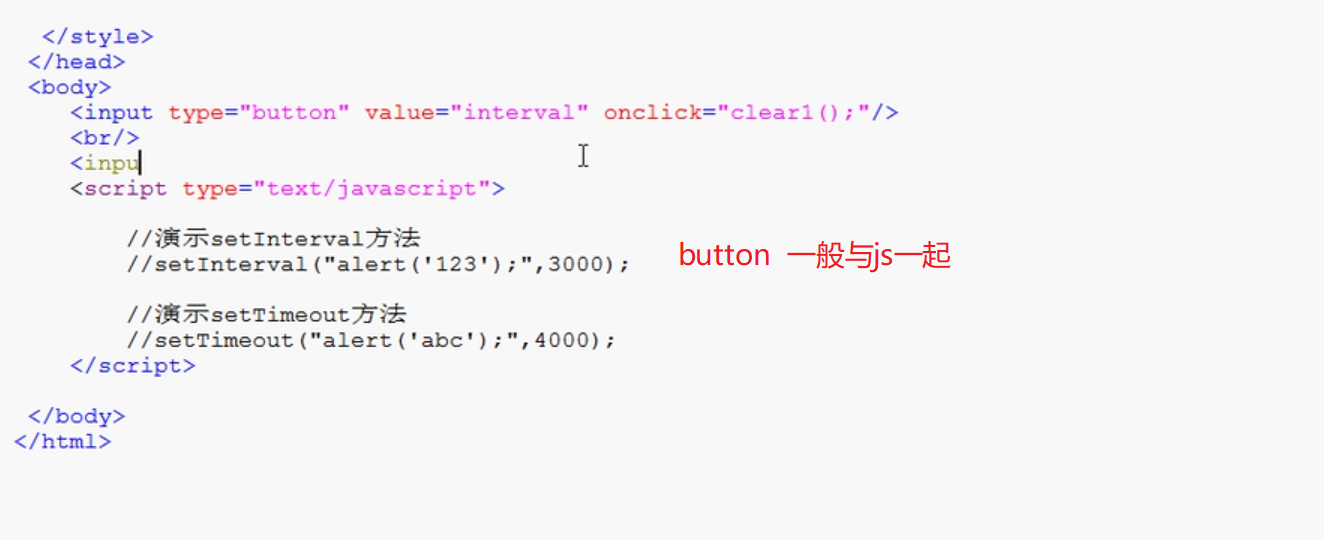 </style>
</head>
<body>
<input type="button" value="interval" onclick="clear1();"/>
<br/>
<inpu
<script type="text/javascript">
//演示setInterval方法
//setInterval("alert('123');",3000);
button 一般与js一起
//演示setTimeout方法
//setTimeout("alert('abc');",4000);
</script>
</body>
</html>